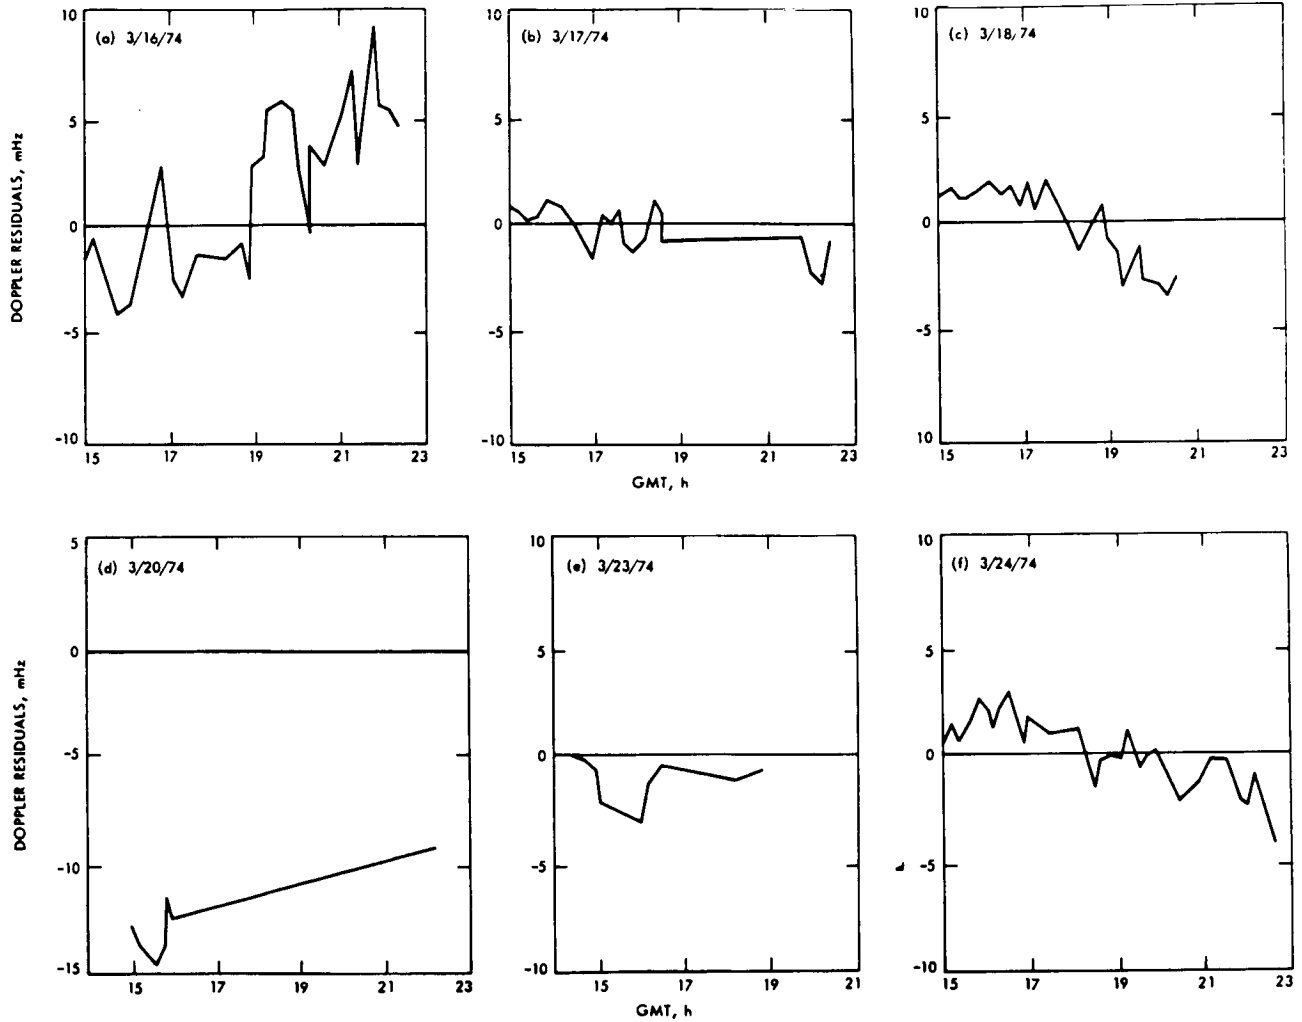 10
(a) 3/16/74
5
0
-5
-10
15 17 19 21 23
DOPPLER RESIDUALS, mHz
10
(b) 3/17/74
5
0
-5
-10
15 17 19 21 23
GMT, h
10
(c) 3/18/74
5
0
-5
10
15 17 19 21 23
5
(d) 3/20/74
0
-5
-10
-15
15 17 19 21 23
DOPPLER RESIDUALS, mHz
10
(e) 3/23/74
5
0
-5
-10
15 17 19 21
GMT, h
10
(f) 3/24/74
5
0
-5
-10
15 17 19 21 23